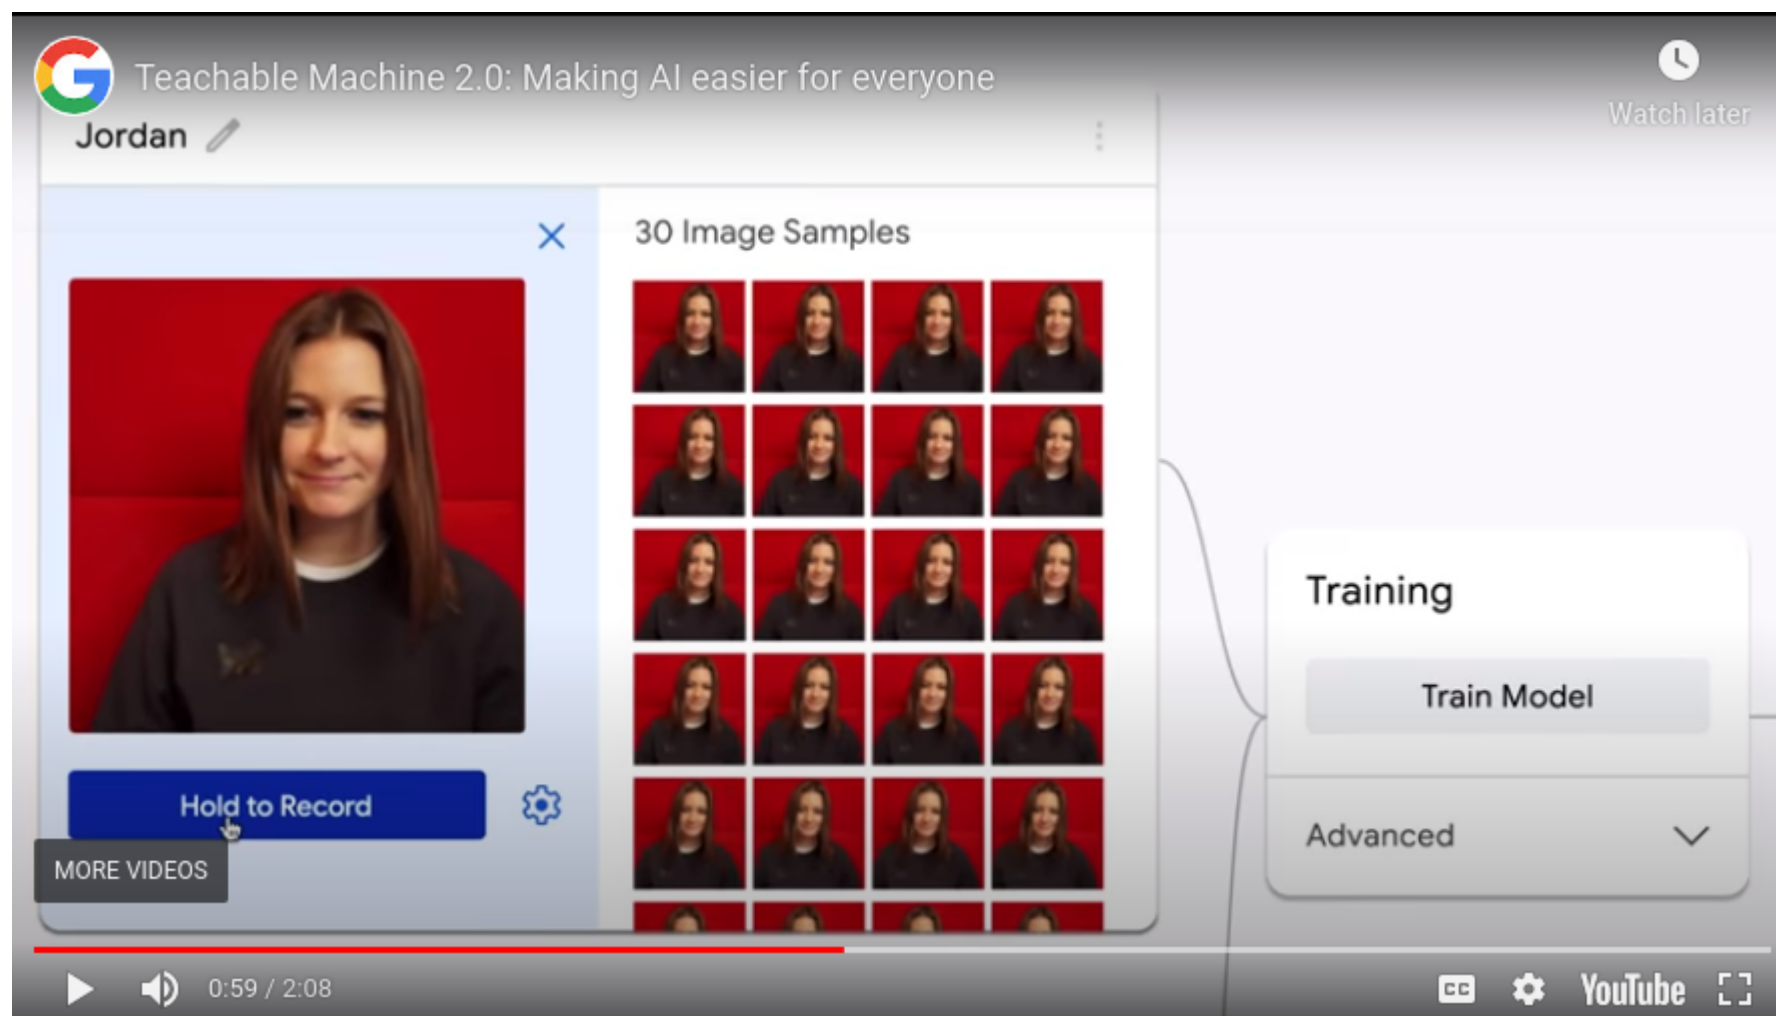 Teachable Machine 2.0: Making AI easier for everyone
Watch later
Jordan
30 Image Samples
Hold to Record
Training
Train Model
Advanced
MORE VIDEOS
0:59 / 2:08
CC
YouTube